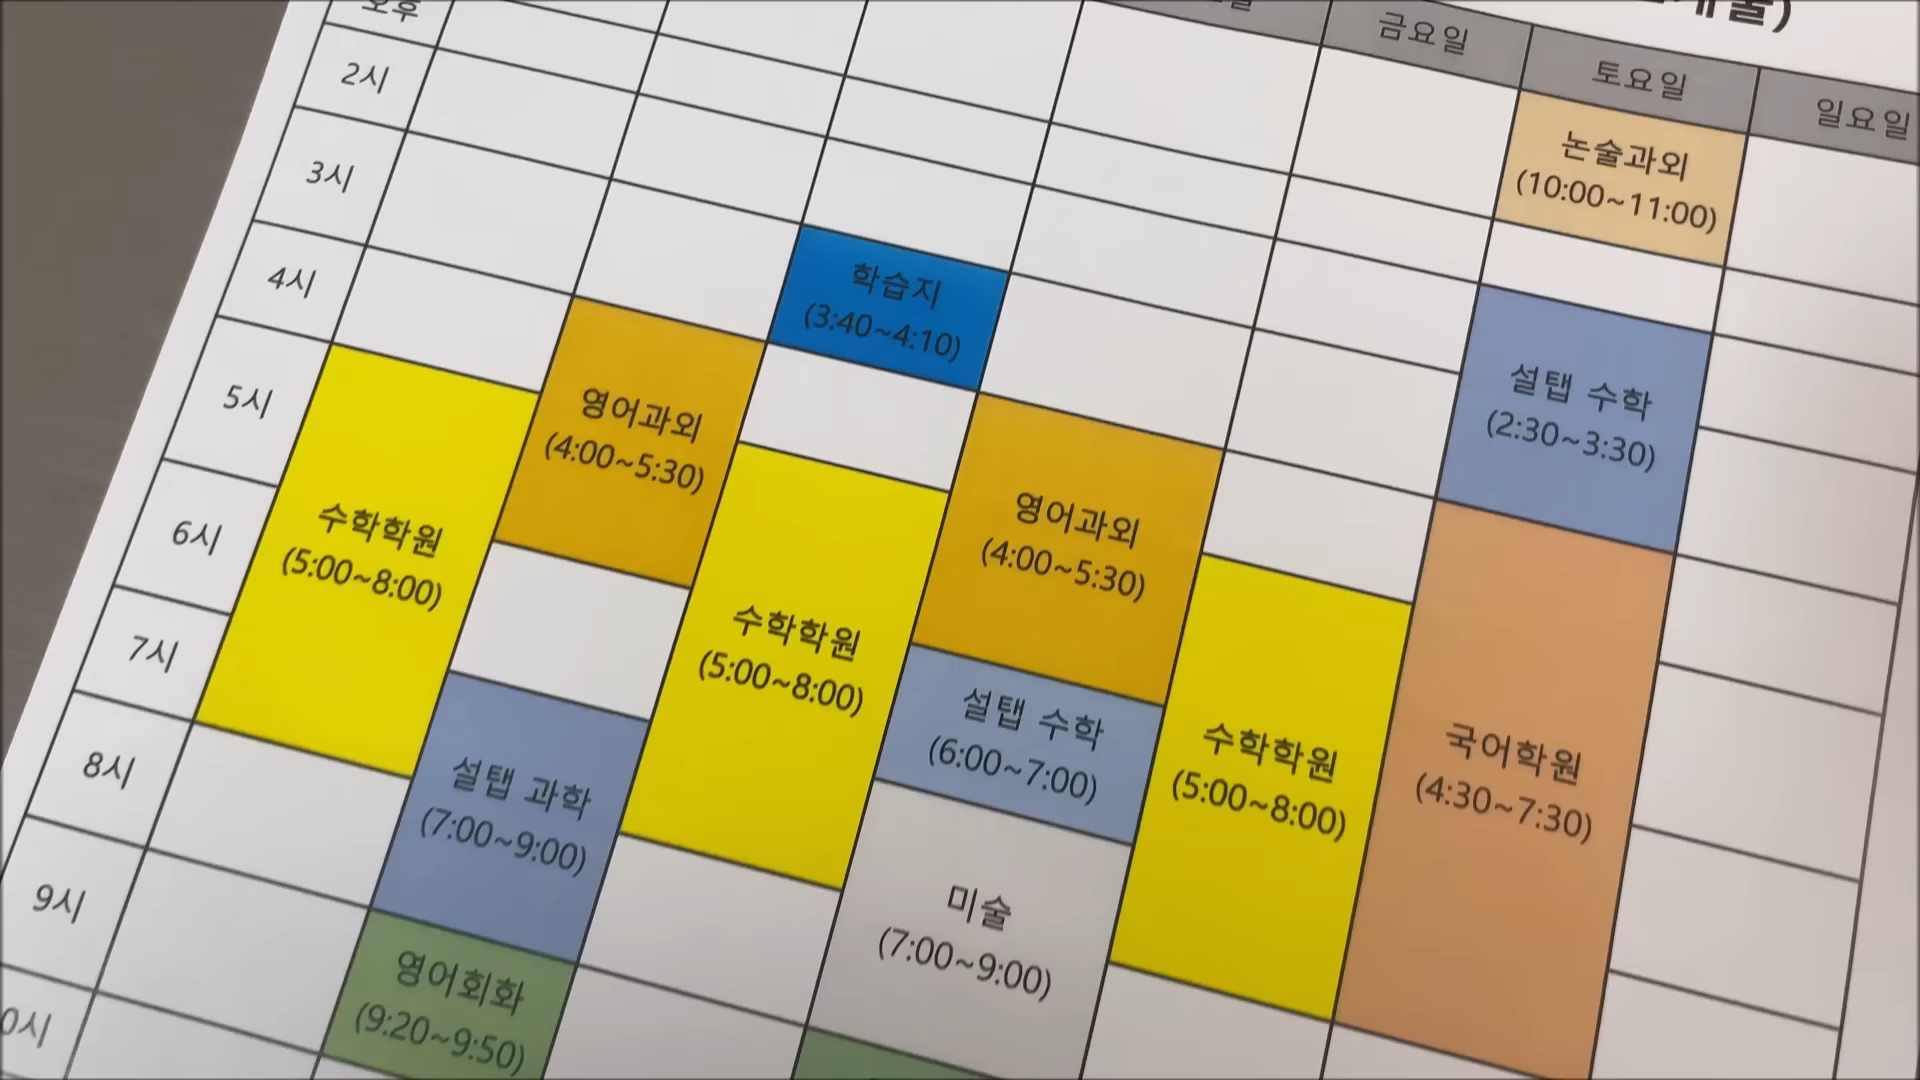 오후
금요일
토요일
일요일
2시
3시
4시
5시
6시
7시
8시
9시
수학학원
(5:00~8:00)
영어과외
(4:00~5:30)
설탭 과학
(7:00~9:00)
영어회화
(9:20~9:50)
학습지
(3:40~4:10)
수학학원
(5:00~8:00)
영어과외
(4:00~5:30)
설탭 수학
(6:00~7:00)
미술
(7:00~9:00)
수학학원
(5:00~8:00)
논술과외
(10:00~11:00)
설탭 수학
(2:30~3:30)
국어학원
(4:30~7:30)